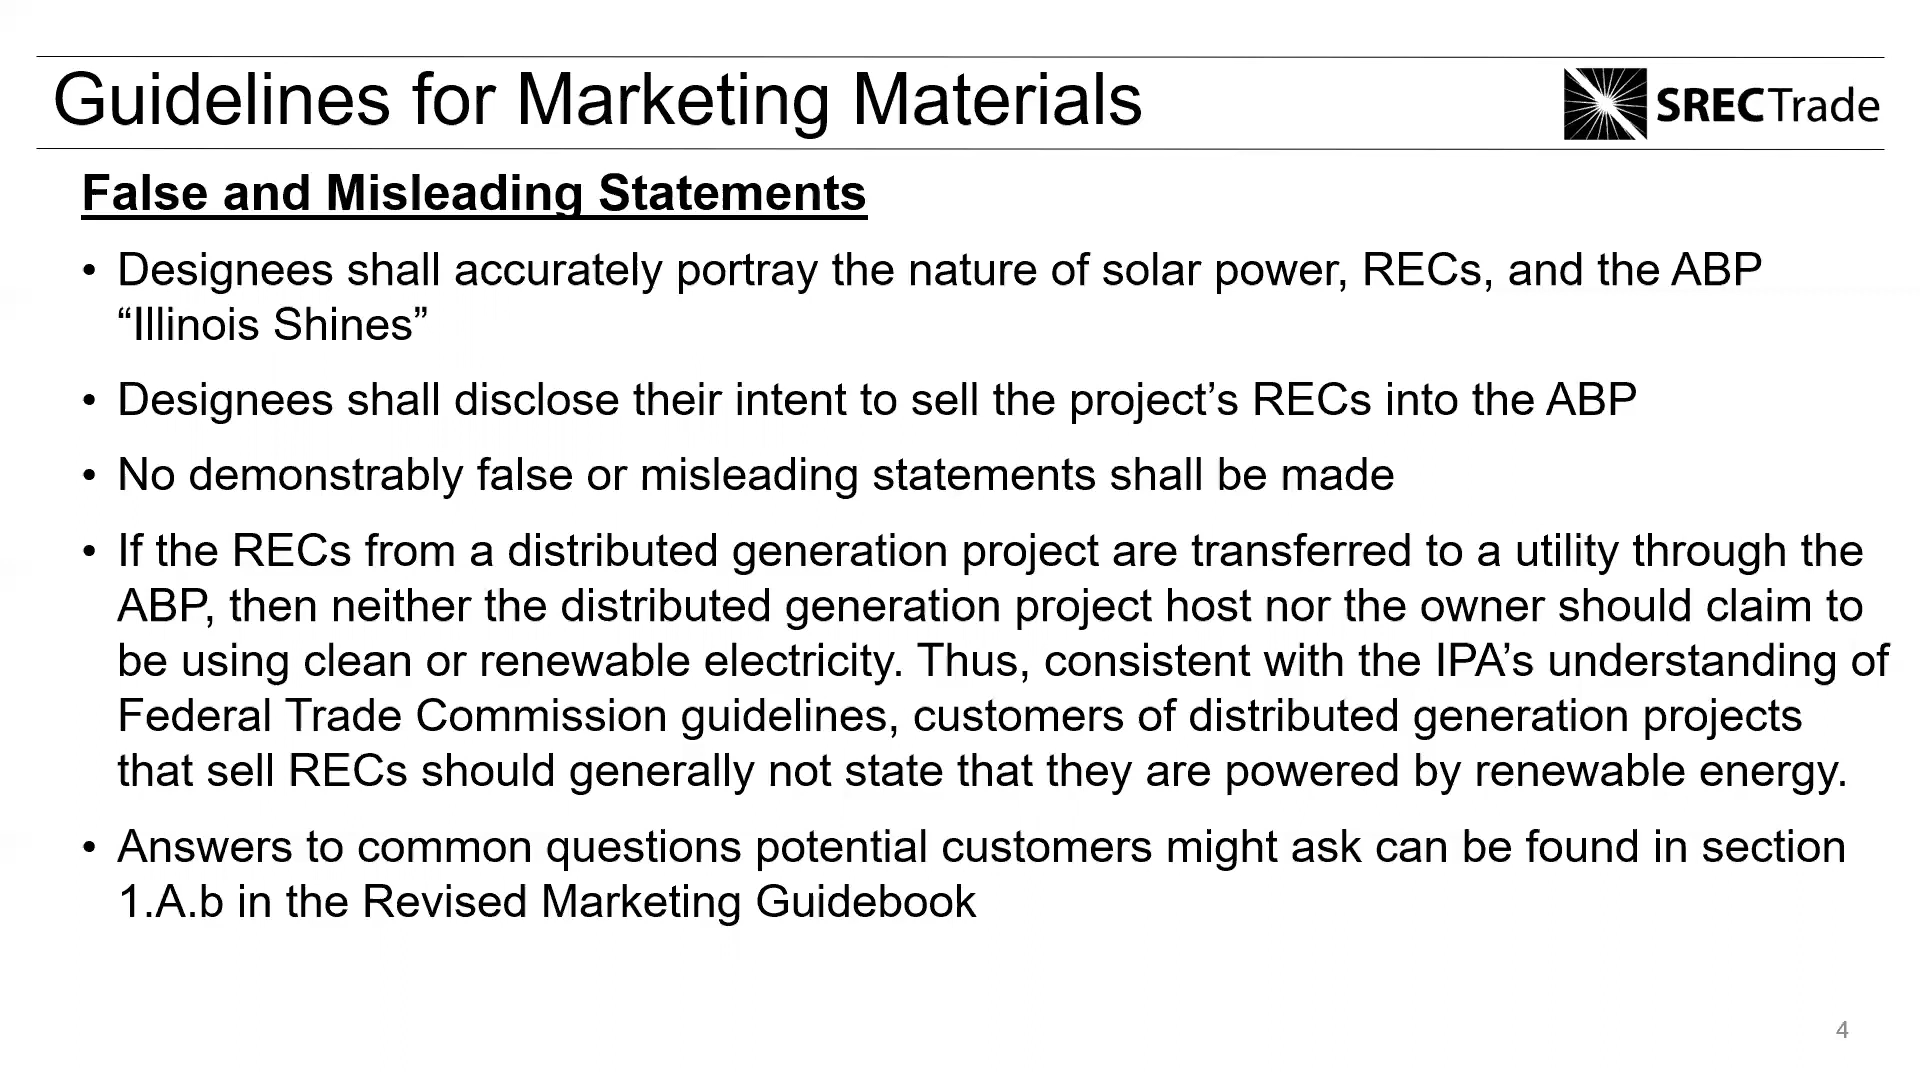 Guidelines for Marketing Materials
SRECTrade
False and Misleading Statements
• Designees shall accurately portray the nature of solar power, RECs, and the ABP
“Illinois Shines”
• Designees shall disclose their intent to sell the project’s RECs into the ABP
• No demonstrably false or misleading statements shall be made
• If the RECs from a distributed generation project are transferred to a utility through the
ABP, then neither the distributed generation project host nor the owner should claim to
be using clean or renewable electricity. Thus, consistent with the IPA’s understanding of
Federal Trade Commission guidelines, customers of distributed generation projects
that sell RECs should generally not state that they are powered by renewable energy.
• Answers to common questions potential customers might ask can be found in section
1.A.b in the Revised Marketing Guidebook
4